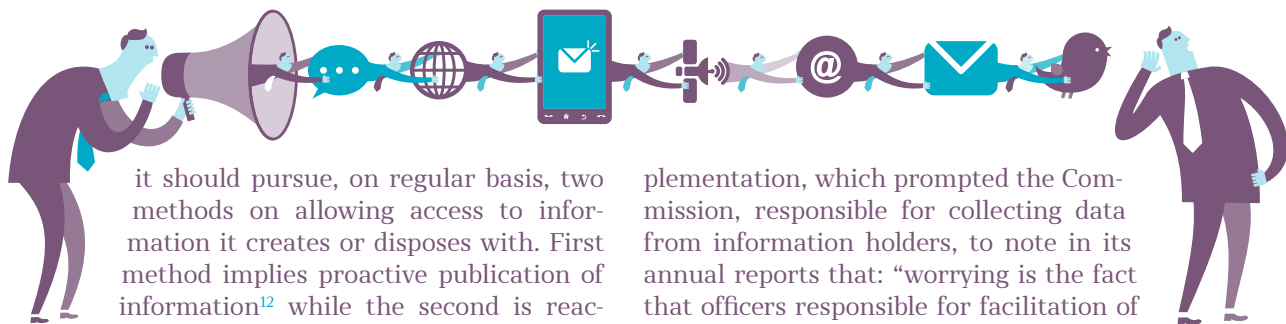 @
it should pursue, on regular basis, two
methods on allowing access to infor-
mation it creates or disposes with. First
method implies proactive publication of
information12 while the second is reac-
plementation, which prompted the Com-
mission, responsible for collecting data
from information holders, to note in its
annual reports that: “worrying is the fact
that officers responsible for facilitation of